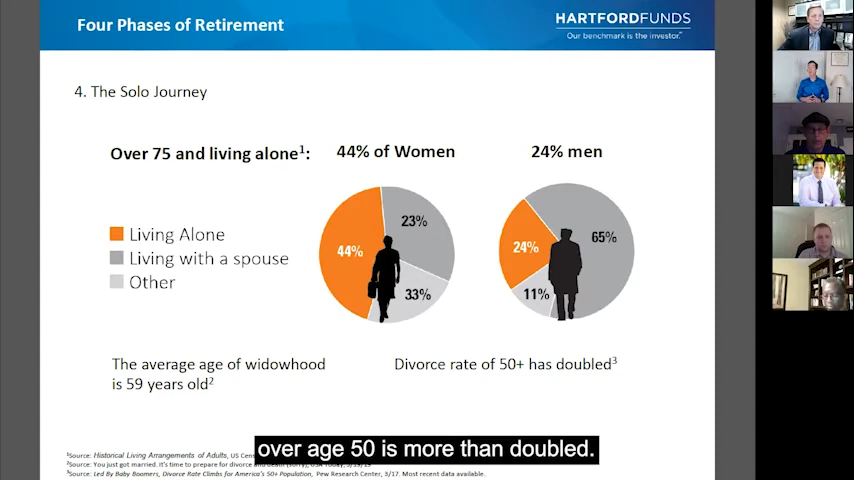 Four Phases of Retirement
HARTFORDFUNDS
Our benchmark is the investor.™
4. The Solo Journey
Over 75 and living alone¹:
44% of Women
24% men
Living Alone
Living with a spouse
Other
44%
23%
33%
24%
65%
11%
The average age of widowhood
is 59 years old²
Divorce rate of 50+ has doubled³
¹Source: Historical Living Arrangements of Adults, US Cen
²Source: You just got married. It's time to prepare for divorce
³Source: Led By Baby Boomers, Divorce Rate Climbs for America's 50+ Population, Pew Research Center, 3/17. Most recent data available.
over age 50 is more than doubled.